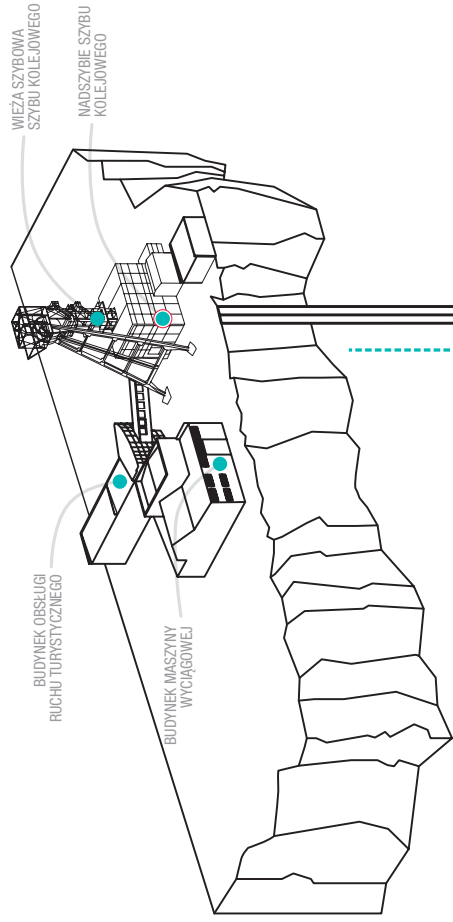 WIEŻA SZYBOWA
SZYBU KOLEJOWEGO
NADSZYBIE SZYBU
KOLEJOWEGO
BUDYNEK OBSŁUGI
RUCHU TURYSTYCZNEGO
BUDYNEK MASZYNY
WYCIĄGOWEJ